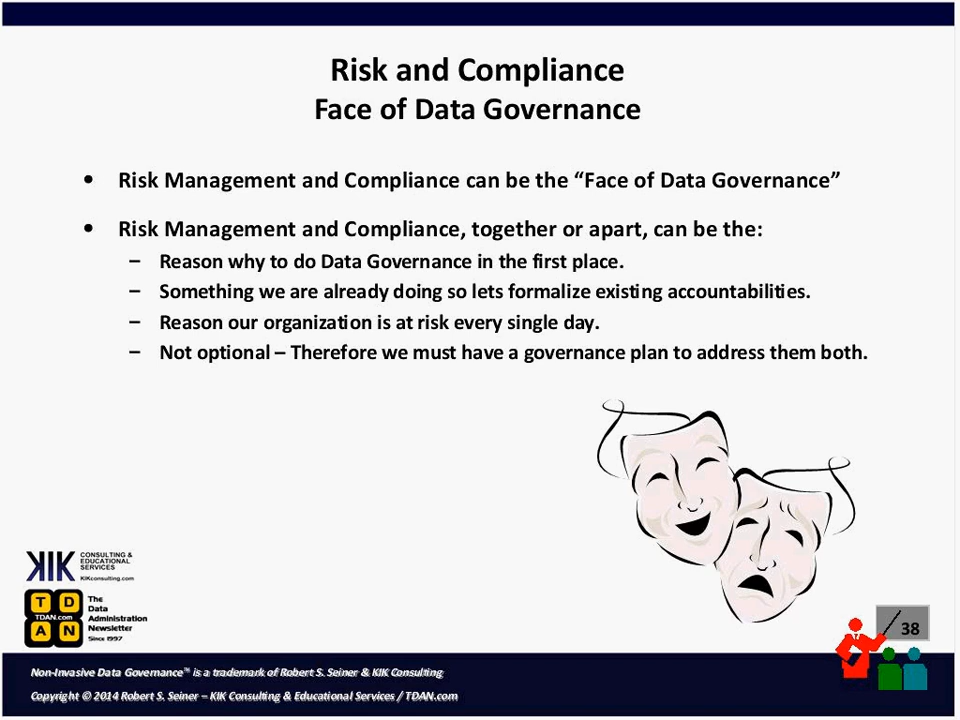 Risk and Compliance
Face of Data Governance
• Risk Management and Compliance can be the “Face of Data Governance”
• Risk Management and Compliance, together or apart, can be the:
– Reason why to do Data Governance in the first place.
– Something we are already doing so lets formalize existing accountabilities.
– Reason our organization is at risk every single day.
– Not optional – Therefore we must have a governance plan to address them both.
KIK CONSULTING &
EDUCATIONAL
SERVICES
KIKconsulting.com
T D
TDAN.com
A N
The
Data
Administration
Newsletter
Since 1997
38
Non-Invasive Data Governance™ is a trademark of Robert S. Seiner & KIK Consulting
Copyright © 2014 Robert S. Seiner – KIK Consulting & Educational Services / TDAN.com